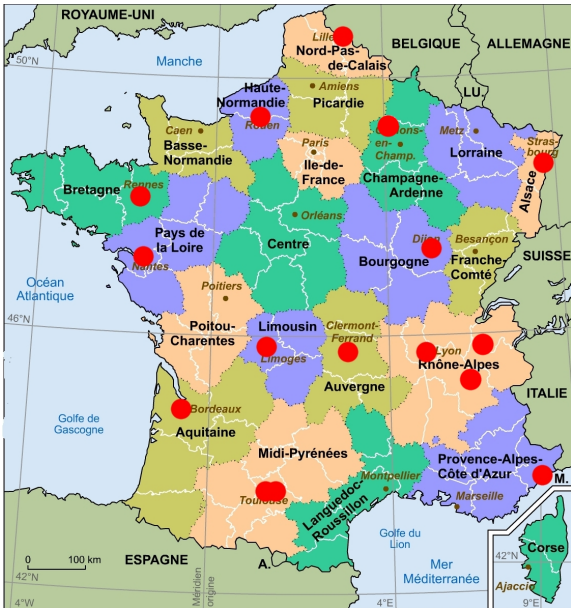 ROYAUME-UNI
Lille
Nord-Pas-
de-Calais
BELGIQUE
ALLEMAGNE
50°N
Manche
LU.
Haute-
Normandie
Rouen
Amiens
Picardie
Caen
Basse-
Normandie
Paris
Ile-de-
France
ons-
en-
Champ.
Champagne-
Ardenne
Metz
Lorraine
Stras-
bourg
Alsace
Bretagne
Rennes
Pays de
la Loire
Nantes
Orléans
Centre
Dijon
Bourgogne
Besançon
Franche-
Comté
SUISSE
Océan
Atlantique
Poitiers
Poitou-
Charentes
46°N
Limousin
Limoges
Clermont-
Ferrand
Auvergne
Lyon
Rhône-Alpes
ITALIE
Golfe de
Gascogne
Bordeaux
Aquitaine
Midi-Pyrénées
Toulouse
Languedoc-
Roussillon
Montpellier
Provence-Alpes-
Côte d'Azur
Marseille
M.
Golfe du
Lion
Mer
Méditerranée
ESPAGNE
A.
0 100 km
42°N
4°W
Méridien
origine
4°E
Corse
42°N
Ajaccio
9°E